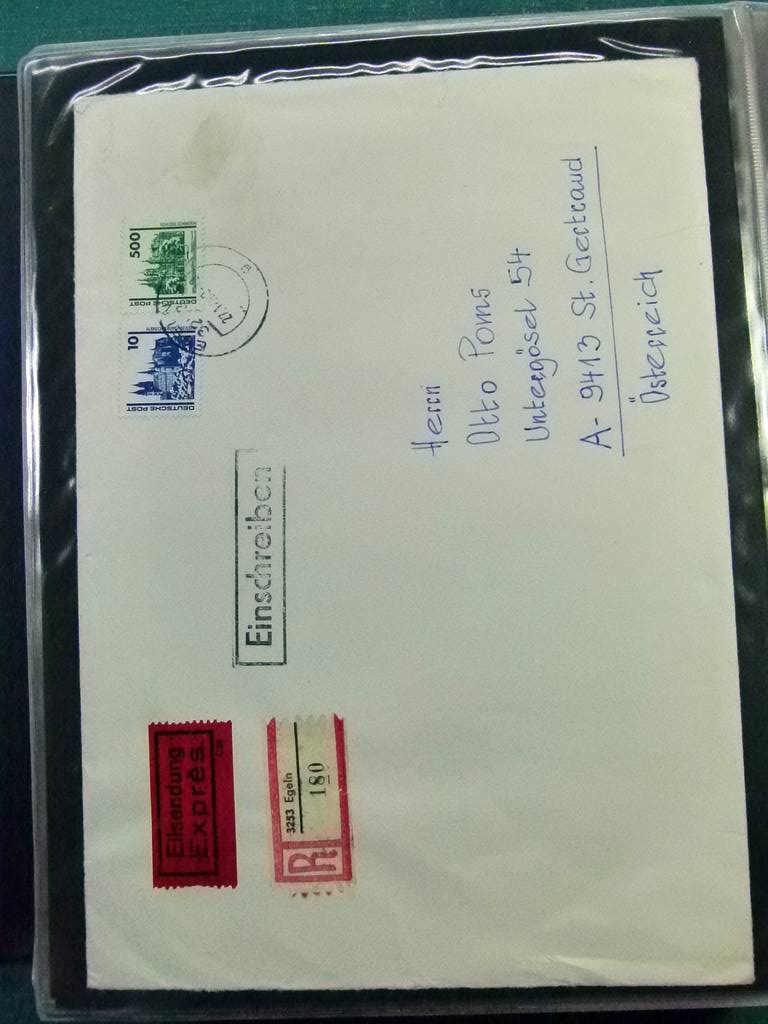 DEUTSCHE POST
10
DEUTSCHE POST
500
Einschreiben
Eilsendung
Exprès
R
3253 Egeln
180
Herrn
Otto Poms
Untergösel 54
A- 9413 St. Gertraud
Österreich